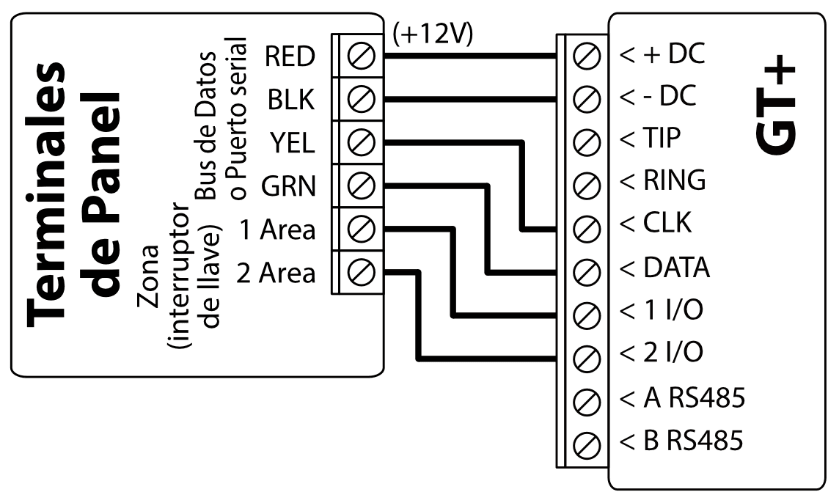 Terminales
de Panel
Bus de Datos
o Puerto serial
Zona
(interruptor
de llave)
RED
BLK
YEL
GRN
1 Area
2 Area
(+12V)
< + DC
< - DC
< TIP
< RING
< CLK
< DATA
< 1 I/O
< 2 I/O
< A RS485
< B RS485
GT+